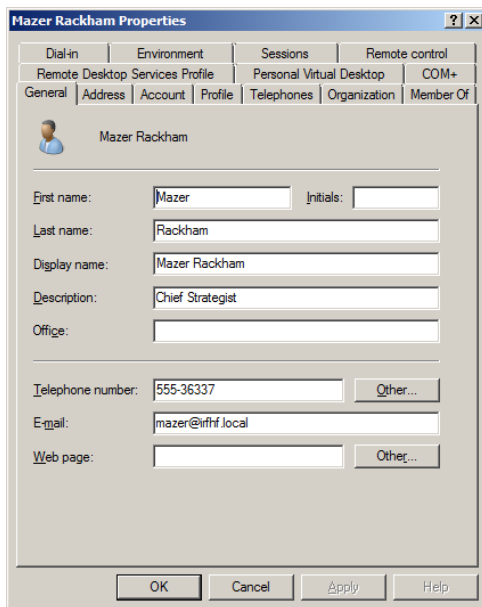 Mazer Rackham Properties
Dial-in Environment Sessions Remote control
Remote Desktop Services Profile Personal Virtual Desktop COM+
General Address Account Profile Telephones Organization Member Of
Mazer Rackham
First name: Mazer Initials:
Last name: Rackham
Display name: Mazer Rackham
Description: Chief Strategist
Office:
Telephone number: 555-36337 Other...
E-mail: mazer@ifhf.local
Web page: Other...
OK Cancel Apply Help